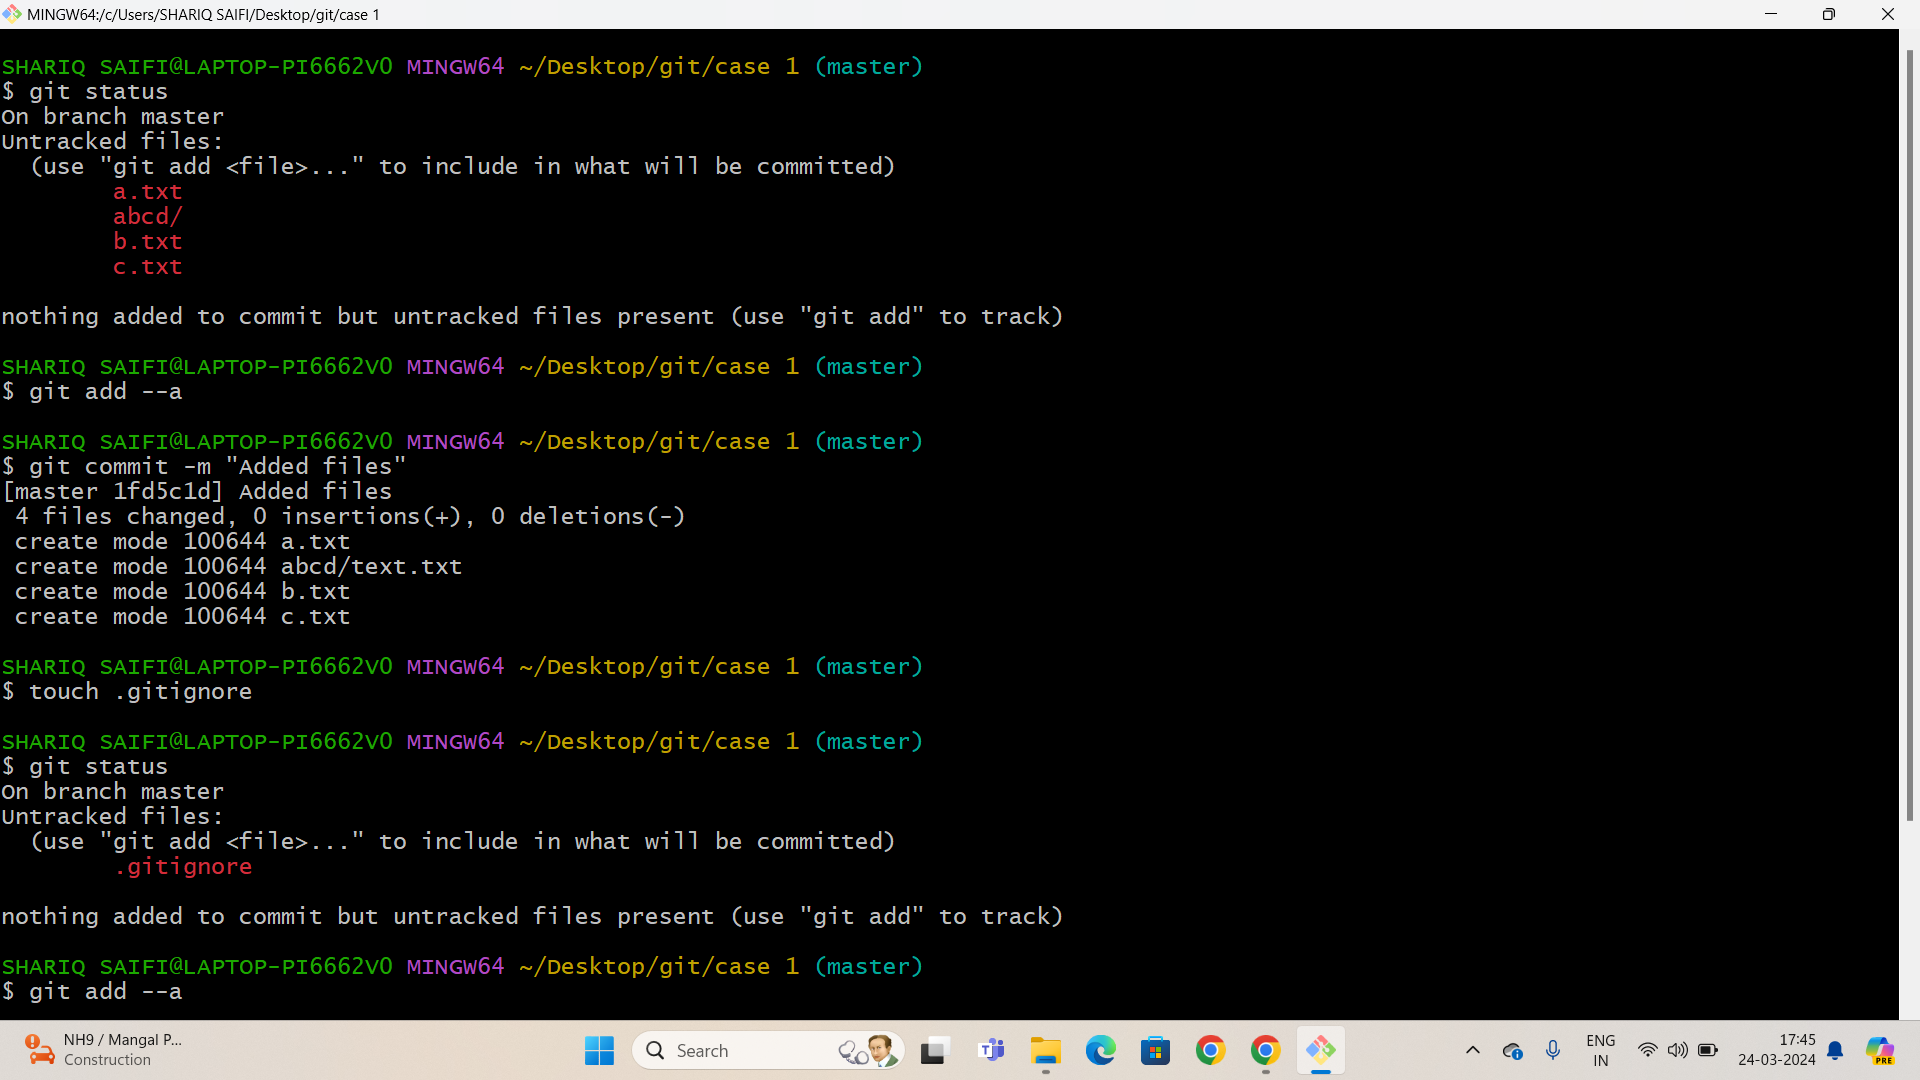 MINGW64:/c/Users/SHARIQ SAIFI/Desktop/git/case 1
SHARIQ SAIFI@LAPTOP-PI6662V0 MINGW64 ~/Desktop/git/case 1 (master)
$ git status
On branch master
Untracked files:
  (use "git add <file>..." to include in what will be committed)
        a.txt
        abcd/
        b.txt
        c.txt
nothing added to commit but untracked files present (use "git add" to track)
SHARIQ SAIFI@LAPTOP-PI6662V0 MINGW64 ~/Desktop/git/case 1 (master)
$ git add --a
SHARIQ SAIFI@LAPTOP-PI6662V0 MINGW64 ~/Desktop/git/case 1 (master)
$ git commit -m "Added files"
[master 1fd5c1d] Added files
 4 files changed, 0 insertions(+), 0 deletions(-)
 create mode 100644 a.txt
 create mode 100644 abcd/text.txt
 create mode 100644 b.txt
 create mode 100644 c.txt
SHARIQ SAIFI@LAPTOP-PI6662V0 MINGW64 ~/Desktop/git/case 1 (master)
$ touch .gitignore
SHARIQ SAIFI@LAPTOP-PI6662V0 MINGW64 ~/Desktop/git/case 1 (master)
$ git status
On branch master
Untracked files:
  (use "git add <file>..." to include in what will be committed)
        .gitignore
nothing added to commit but untracked files present (use "git add" to track)
SHARIQ SAIFI@LAPTOP-PI6662V0 MINGW64 ~/Desktop/git/case 1 (master)
$ git add --a
NH9 / Mangal P...
Construction
Search
ENG
IN
17:45
24-03-2024
PRE